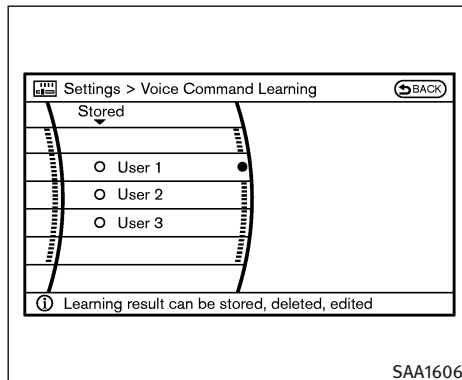 Settings > Voice Command Learning
BACK
Stored
User 1
User 2
User 3
Learning result can be stored, deleted, edited
SAA1606